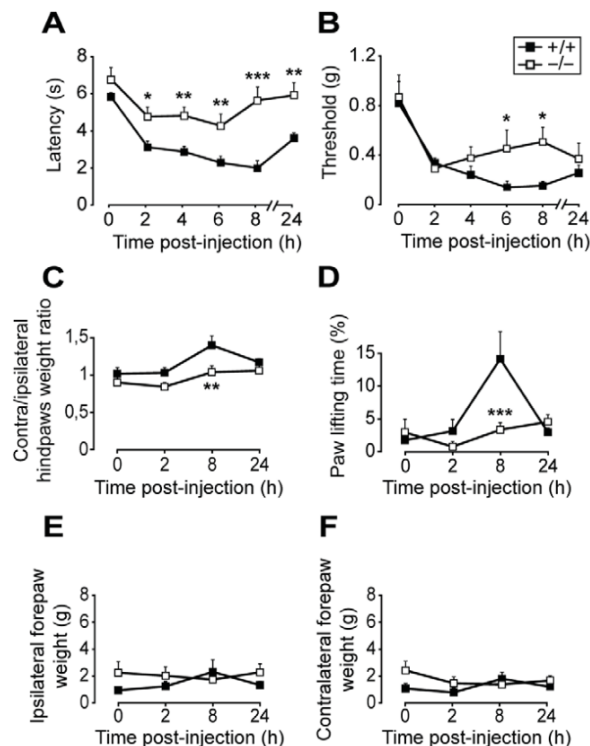 A
Latency (s)
8
6
4
2
0
* ** ** *** **
0 2 4 6 8 24
Time post-injection (h)
B
+/+
−/−
Threshold (g)
1.2
0.8
0.4
0
* *
0 2 4 6 8 24
Time post-injection (h)
C
Contra/ipsilateral
hindpaws weight ratio
1,5
1
0,5
0
**
0 2 8 24
Time post-injection (h)
D
Paw lifting time (%)
15
10
5
0
***
0 2 8 24
Time post-injection (h)
E
Ipsilateral forepaw
weight (g)
8
6
4
2
0
0 2 8 24
Time post-injection (h)
F
Contralateral forepaw
weight (g)
8
6
4
2
0
0 2 8 24
Time post-injection (h)